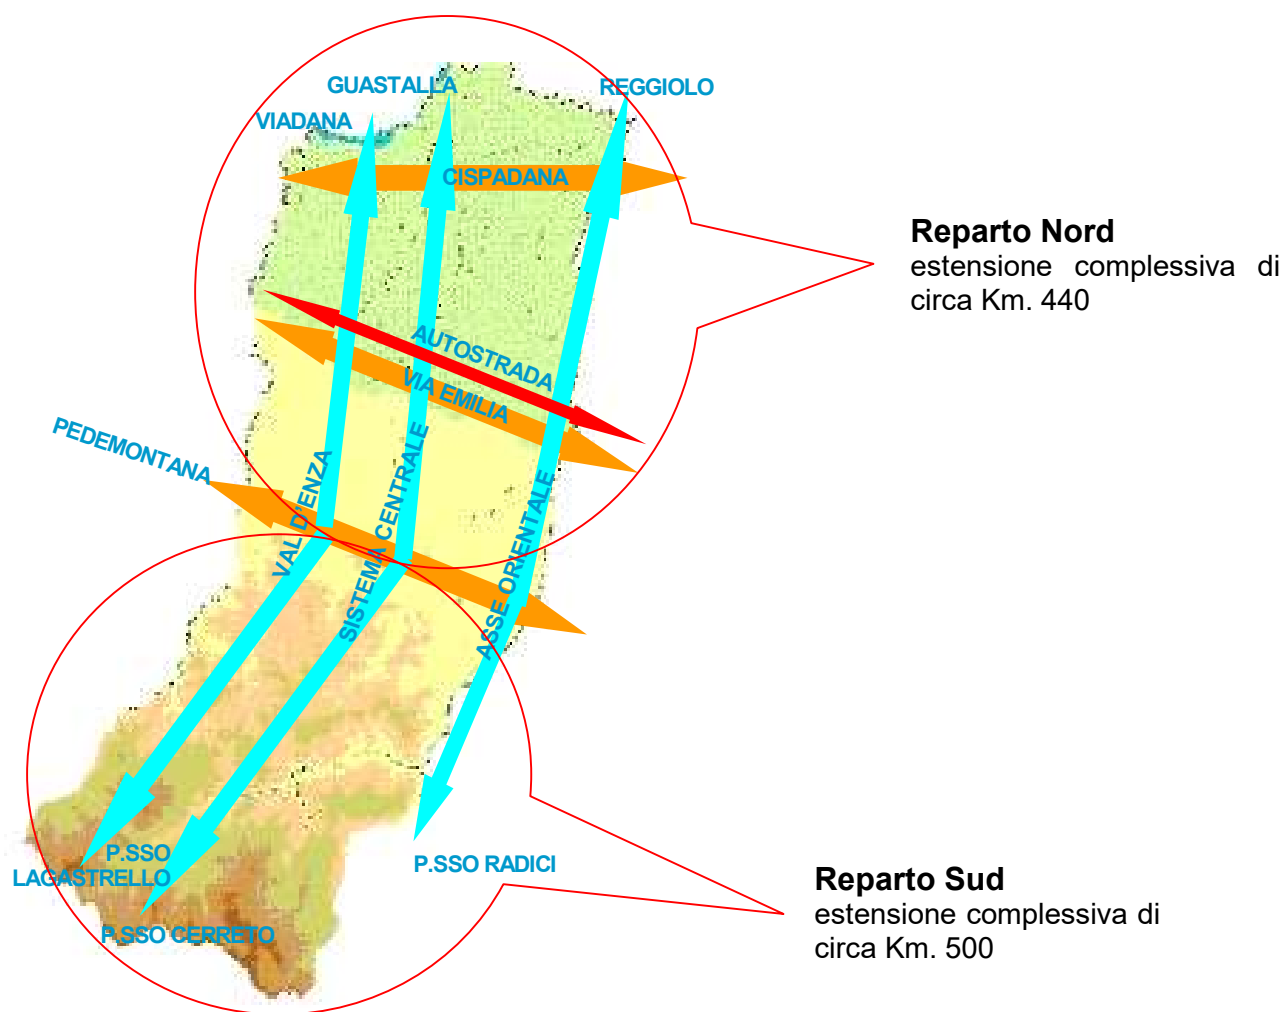 GUASTALLA
REGGIOLO
VIADANA
CISPADANA
Reparto Nord
estensione complessiva di
circa Km. 440
AUTOSTRADA
VIA EMILIA
PEDEMONTANA
VAL D'ENZA
SISTEMA CENTRALE
ASSE ORIENTALE
P.SSO
LAGASTRELLO
P.SSO RADICI
P.SSO CERRETO
Reparto Sud
estensione complessiva di
circa Km. 500